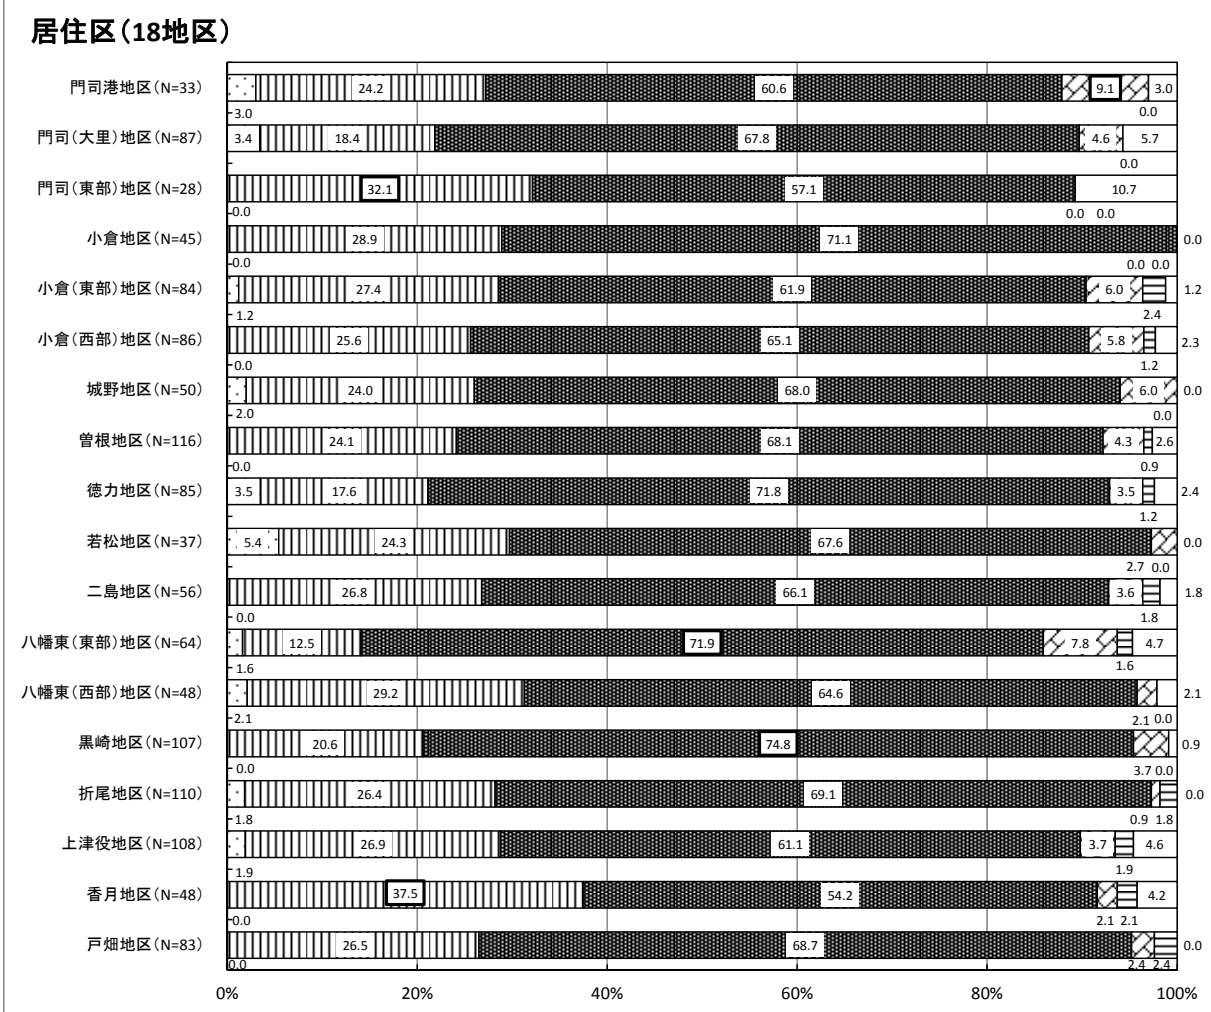 居住区(18地区)
門司港地区(N=33) 24.2 60.6 9.1 3.0
3.0 0.0
門司(大里)地区(N=87) 3.4 18.4 67.8 4.6 5.7
0.0
門司(東部)地区(N=28) 32.1 57.1 10.7
0.0 0.0 0.0
小倉地区(N=45) 28.9 71.1 0.0
0.0 0.0 0.0
小倉(東部)地区(N=84) 27.4 61.9 6.0 1.2
1.2 2.4
小倉(西部)地区(N=86) 25.6 65.1 5.8 2.3
0.0 1.2
城野地区(N=50) 24.0 68.0 6.0 0.0
2.0 0.0
曽根地区(N=116) 24.1 68.1 4.3 2.6
0.0 0.9
徳力地区(N=85) 3.5 17.6 71.8 3.5 2.4
1.2
若松地区(N=37) 5.4 24.3 67.6 0.0
2.7 0.0
二島地区(N=56) 26.8 66.1 3.6 1.8
0.0 1.8
八幡東(東部)地区(N=64) 12.5 71.9 7.8 4.7
1.6 1.6
八幡東(西部)地区(N=48) 29.2 64.6 2.1
2.1 2.1 0.0
黒崎地区(N=107) 20.6 74.8 0.9
0.0 3.7 0.0
折尾地区(N=110) 26.4 69.1 0.0
1.8 0.9 1.8
上津役地区(N=108) 26.9 61.1 3.7 4.6
1.9 1.9
香月地区(N=48) 37.5 54.2 4.2
0.0 2.1 2.1
戸畑地区(N=83) 26.5 68.7 0.0
0.0 2.4 2.4
0% 20% 40% 60% 80% 100%